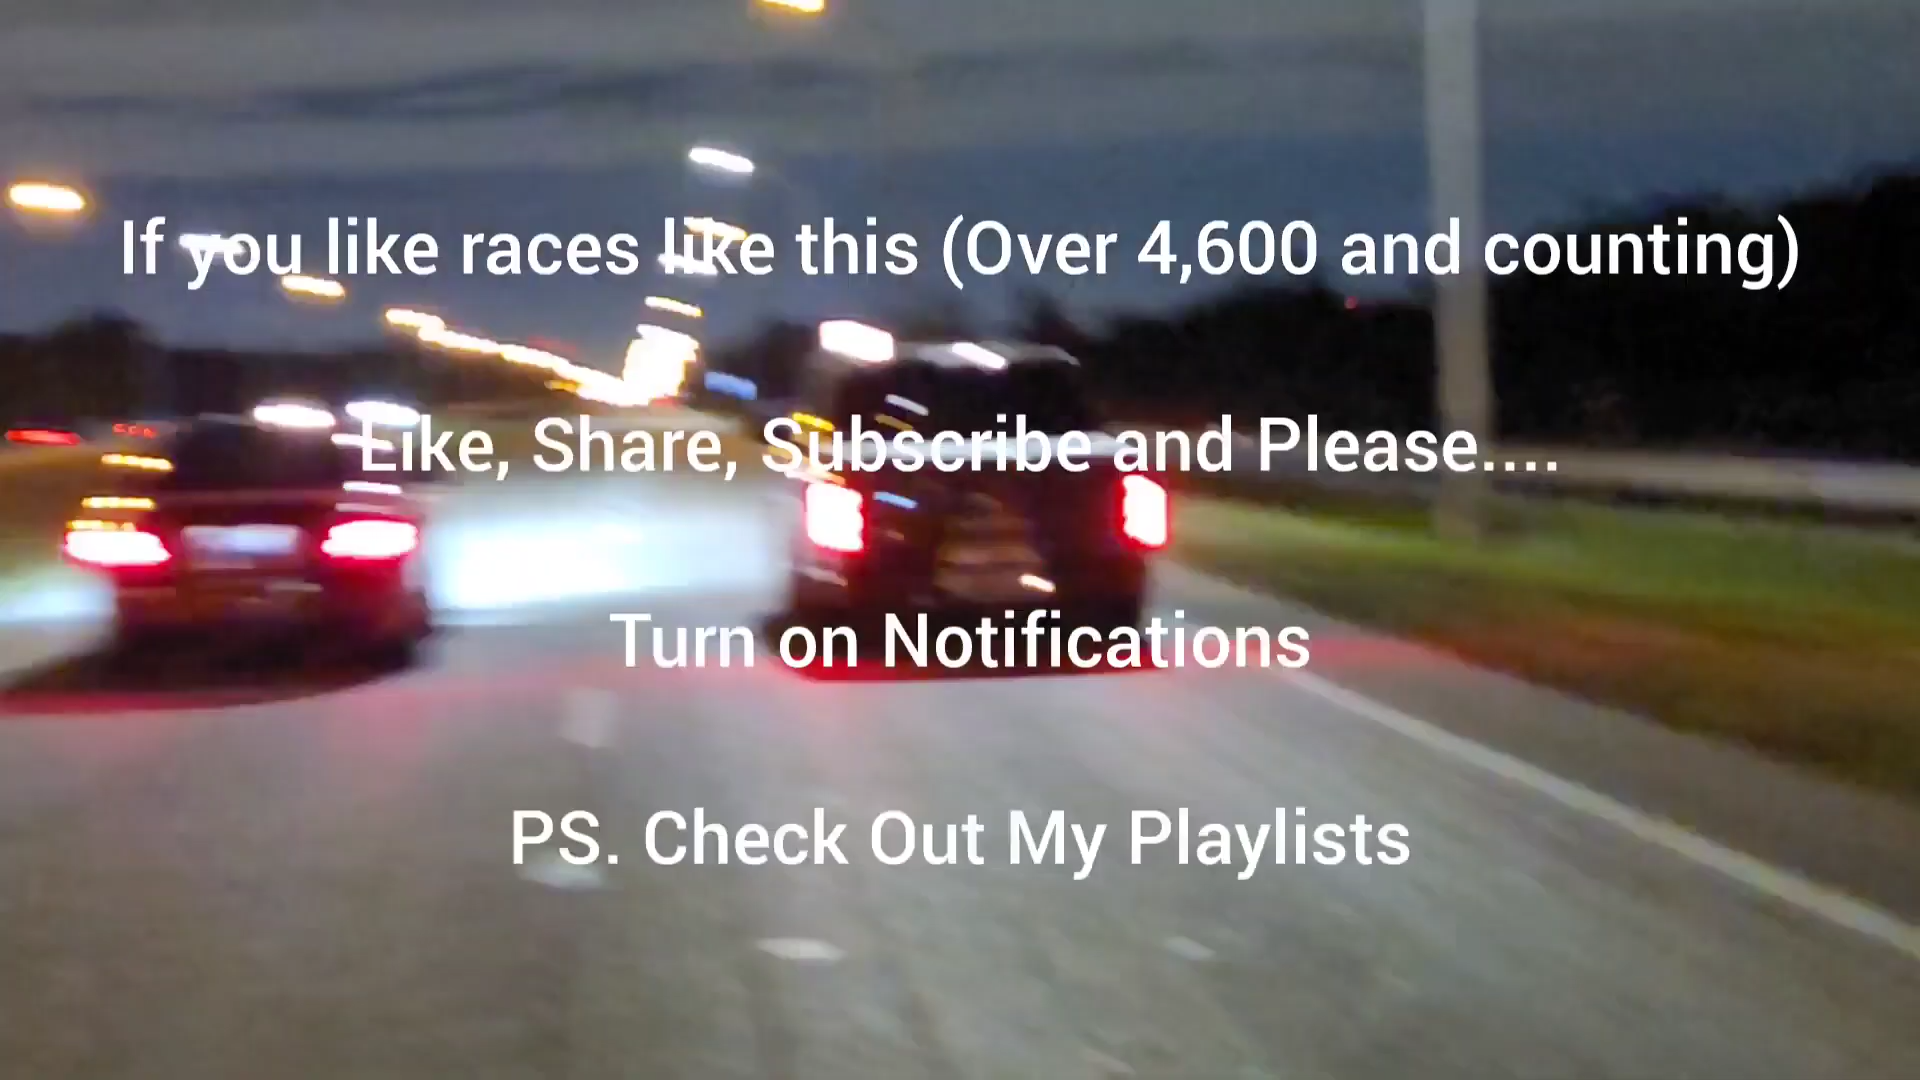 If you like races like this (Over 4,600 and counting)
Like, Share, Subscribe and Please....
Turn on Notifications
PS. Check Out My Playlists